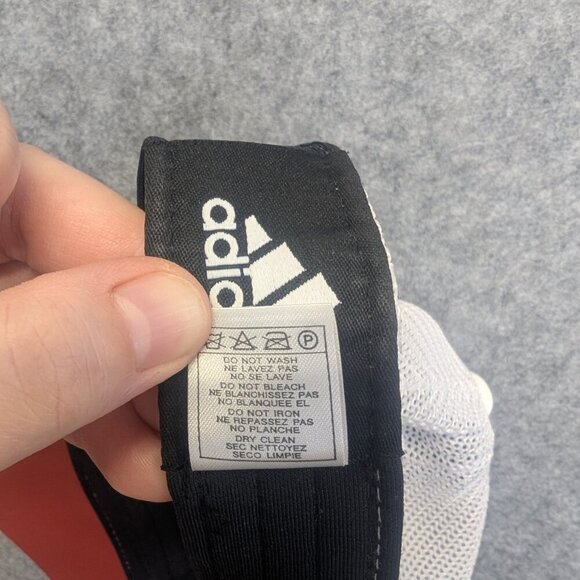 adid
P
DO NOT WASH
NE LAVEZ PAS
NO SE LAVE
DO NOT BLEACH
NE BLANCHISSEZ PAS
NO BLANQUEE EL
DO NOT IRON
NE REPASSEZ PAS
NO PLANCHE
DRY CLEAN
SEC NETTOYEZ
SECO LIMPIE